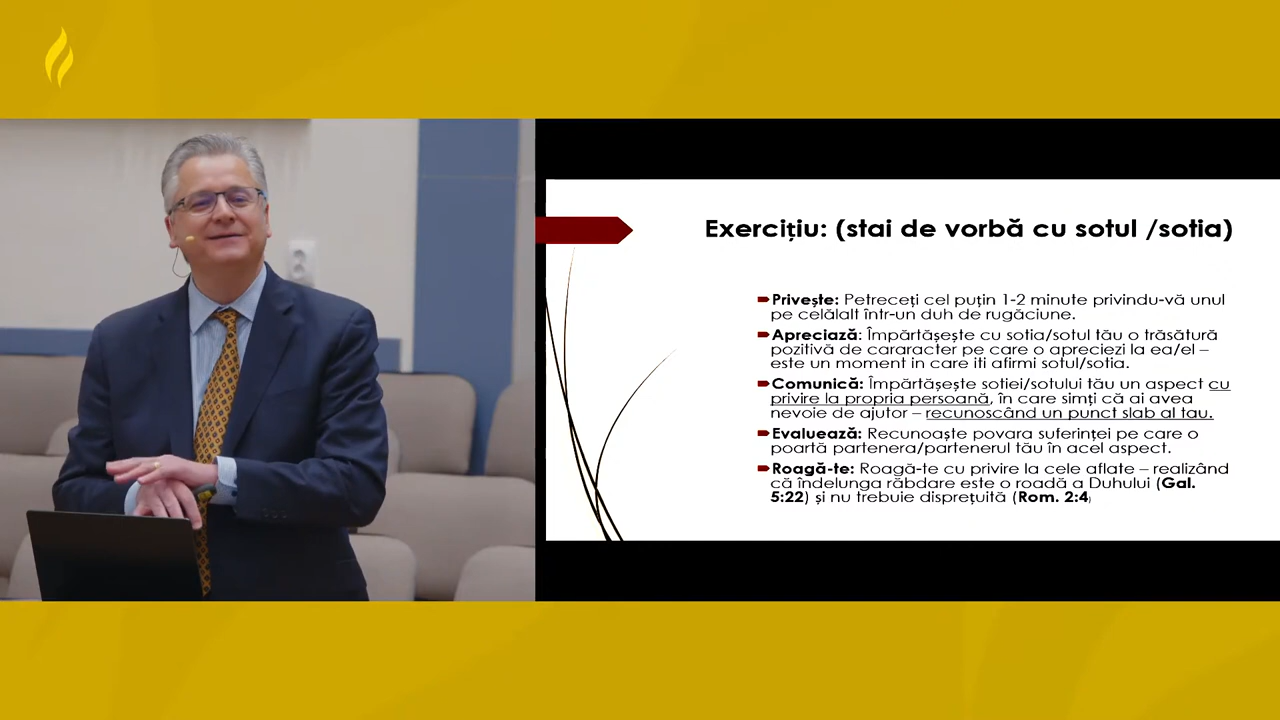 Exercițiu: (stai de vorbă cu sotul /sotia)
Privește: Petreceți cel puțin 1-2 minute privindu-vă unul
pe celălalt într-un duh de rugăciune.
Apreciază: Împărtășește cu sotia/sotul tău o trăsătură
pozitivă de cararacter pe care o apreciezi la ea/el –
este un moment in care iti afirmi sotul/sotia.
Comunică: Împărtășește sotiei/sotului tău un aspect cu
privire la propria persoană, în care simți că ai avea
nevoie de ajutor – recunoscând un punct slab al tau.
Evaluează: Recunoaște povara suferinței pe care o
poartă partenera/partenerul tău în acel aspect.
Roagă-te: Roagă-te cu privire la cele aflate – realizând
că îndelunga răbdare este o roadă a Duhului (Gal.
5:22) și nu trebuie disprețuită (Rom. 2:4)